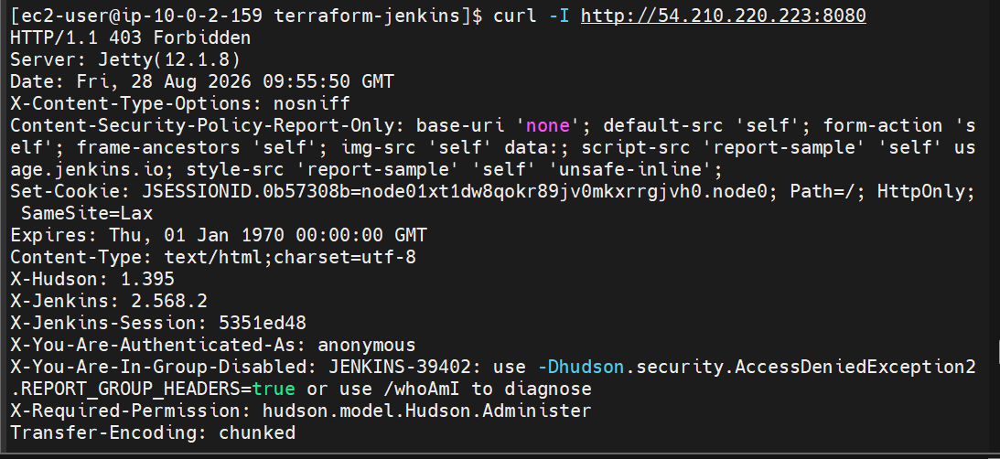 [ec2-user@ip-10-0-2-159 terraform-jenkins]$ curl -I http://54.210.220.223:8080
HTTP/1.1 403 Forbidden
Server: Jetty(12.1.8)
Date: Fri, 28 Aug 2026 09:55:50 GMT
X-Content-Type-Options: nosniff
Content-Security-Policy-Report-Only: base-uri 'none'; default-src 'self'; form-action 's
elf'; frame-ancestors 'self'; img-src 'self' data:; script-src 'report-sample' 'self' us
age.jenkins.io; style-src 'report-sample' 'self' 'unsafe-inline';
Set-Cookie: JSESSIONID.0b57308b=node01xt1dw8qokr89jv0mkxrrgjvh0.node0; Path=/; HttpOnly;
 SameSite=Lax
Expires: Thu, 01 Jan 1970 00:00:00 GMT
Content-Type: text/html;charset=utf-8
X-Hudson: 1.395
X-Jenkins: 2.568.2
X-Jenkins-Session: 5351ed48
X-You-Are-Authenticated-As: anonymous
X-You-Are-In-Group-Disabled: JENKINS-39402: use -Dhudson.security.AccessDeniedException2
.REPORT_GROUP_HEADERS=true or use /whoAmI to diagnose
X-Required-Permission: hudson.model.Hudson.Administer
Transfer-Encoding: chunked